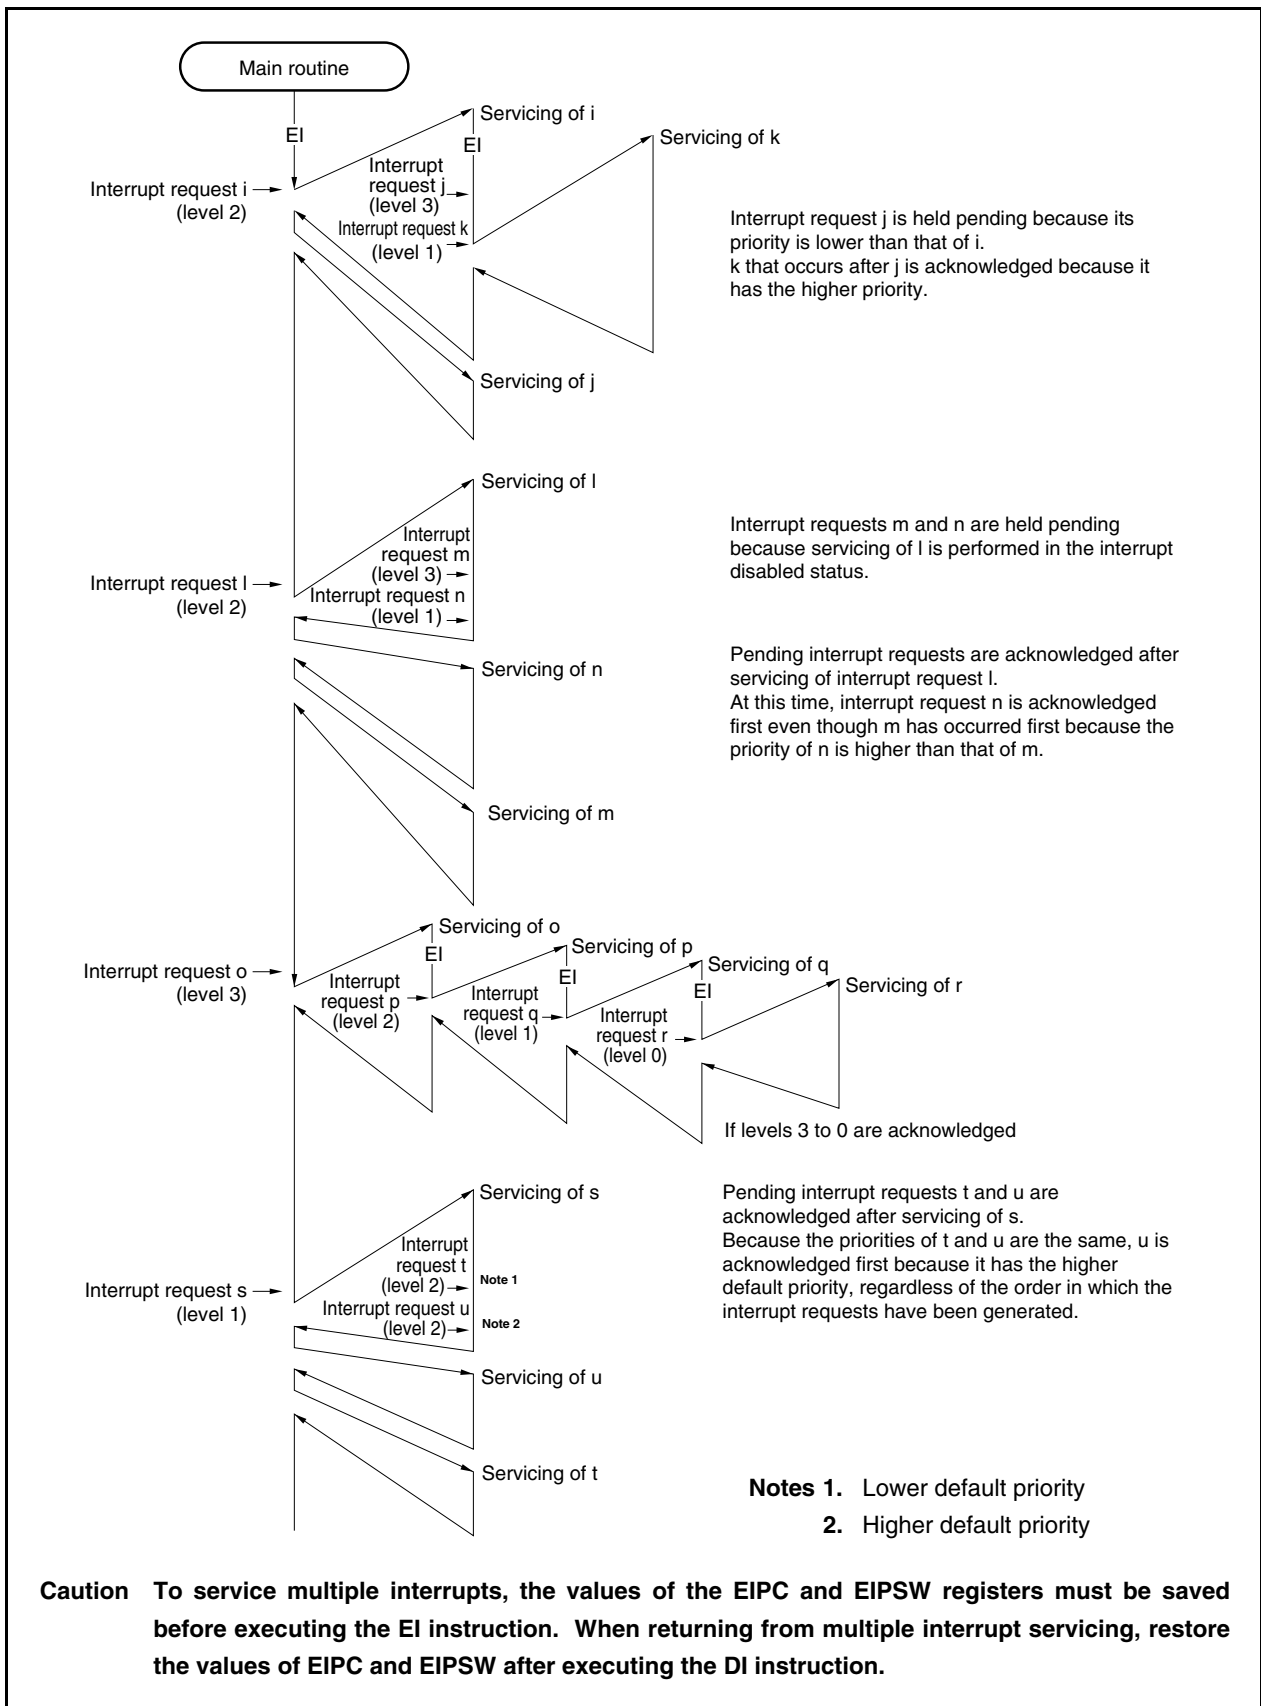 Main routine
EI
Interrupt request i
(level 2)
Servicing of i
EI
Interrupt
request j
(level 3)
Interrupt request k
(level 1)
Servicing of k
Interrupt request j is held pending because its
priority is lower than that of i.
k that occurs after j is acknowledged because it
has the higher priority.
Servicing of j
Interrupt request l
(level 2)
Servicing of l
Interrupt
request m
(level 3)
Interrupt request n
(level 1)
Interrupt requests m and n are held pending
because servicing of l is performed in the interrupt
disabled status.
Servicing of n
Pending interrupt requests are acknowledged after
servicing of interrupt request l.
At this time, interrupt request n is acknowledged
first even though m has occurred first because the
priority of n is higher than that of m.
Servicing of m
Interrupt request o
(level 3)
Servicing of o
EI
Interrupt
request p
(level 2)
Servicing of p
EI
Interrupt
request q
(level 1)
Servicing of q
EI
Interrupt
request r
(level 0)
Servicing of r
If levels 3 to 0 are acknowledged
Interrupt request s
(level 1)
Servicing of s
Interrupt
request t
(level 2)
Note 1
Interrupt request u
(level 2)
Note 2
Pending interrupt requests t and u are
acknowledged after servicing of s.
Because the priorities of t and u are the same, u is
acknowledged first because it has the higher
default priority, regardless of the order in which the
interrupt requests have been generated.
Servicing of u
Servicing of t
Notes 1. Lower default priority
2. Higher default priority
Caution To service multiple interrupts, the values of the EIPC and EIPSW registers must be saved
before executing the EI instruction. When returning from multiple interrupt servicing, restore
the values of EIPC and EIPSW after executing the DI instruction.